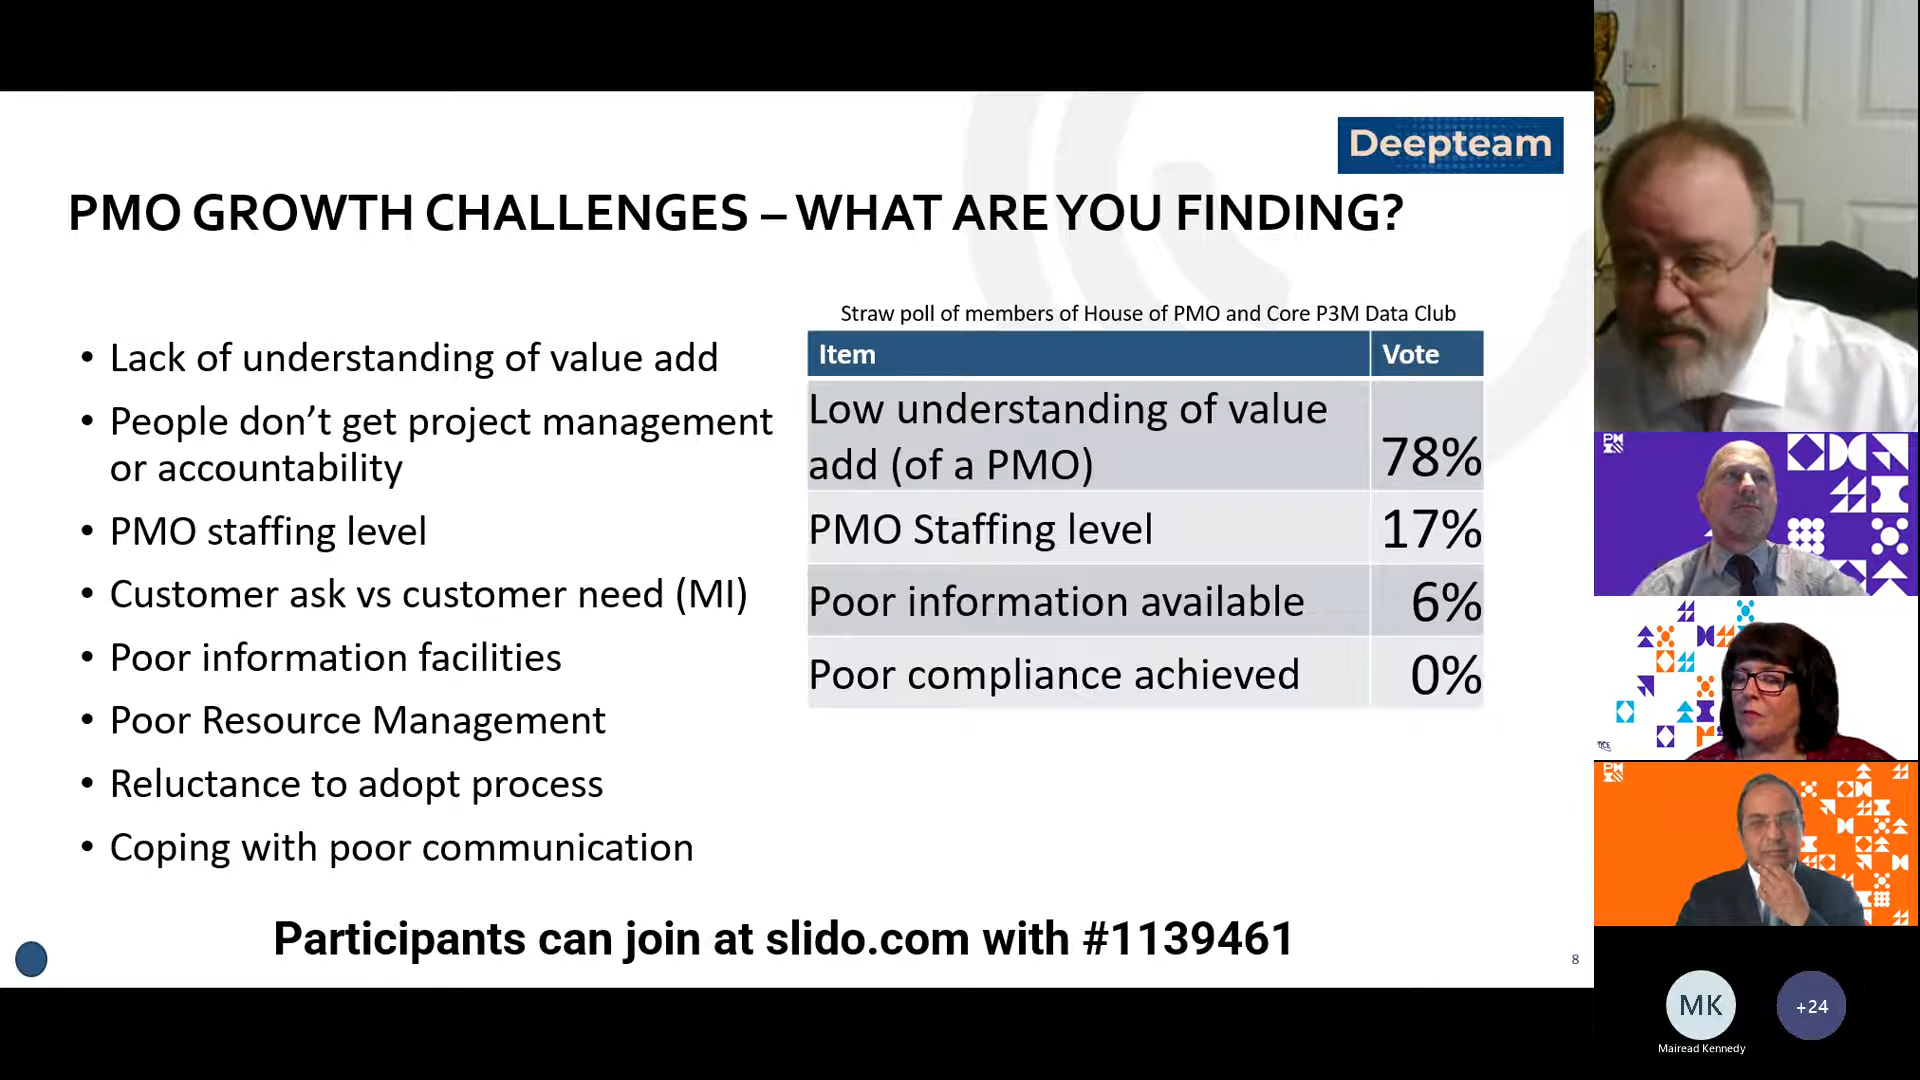 Deepteam
PMO GROWTH CHALLENGES – WHAT ARE YOU FINDING?
• Lack of understanding of value add
• People don’t get project management
or accountability
• PMO staffing level
• Customer ask vs customer need (MI)
• Poor information facilities
• Poor Resource Management
• Reluctance to adopt process
• Coping with poor communication
Straw poll of members of House of PMO and Core P3M Data Club
Item Vote
Low understanding of value
add (of a PMO) 78%
PMO Staffing level 17%
Poor information available 6%
Poor compliance achieved 0%
Participants can join at slido.com with #1139461
8
MK
+24
Mairead Kennedy